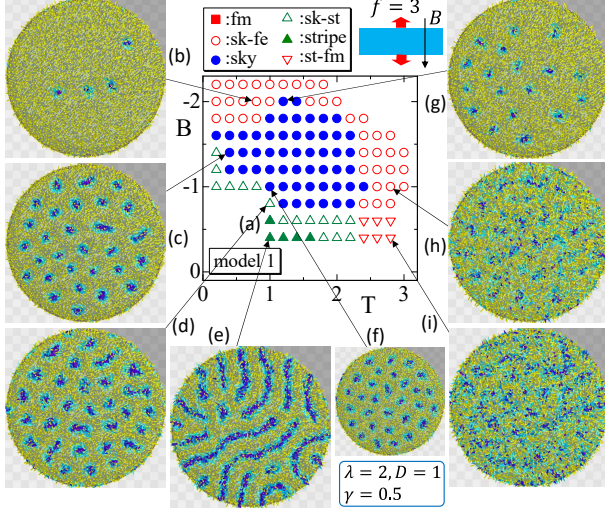 f = 3
B
:fm
:sk-st
:sk-fe
:stripe
:sky
:st-fm
(b)
(g)
-2
B
-1
(a)
(c)
(h)
model 1
0
0
1
2
3
T
(d)
(e)
(f)
(i)
λ = 2, D = 1
γ = 0.5